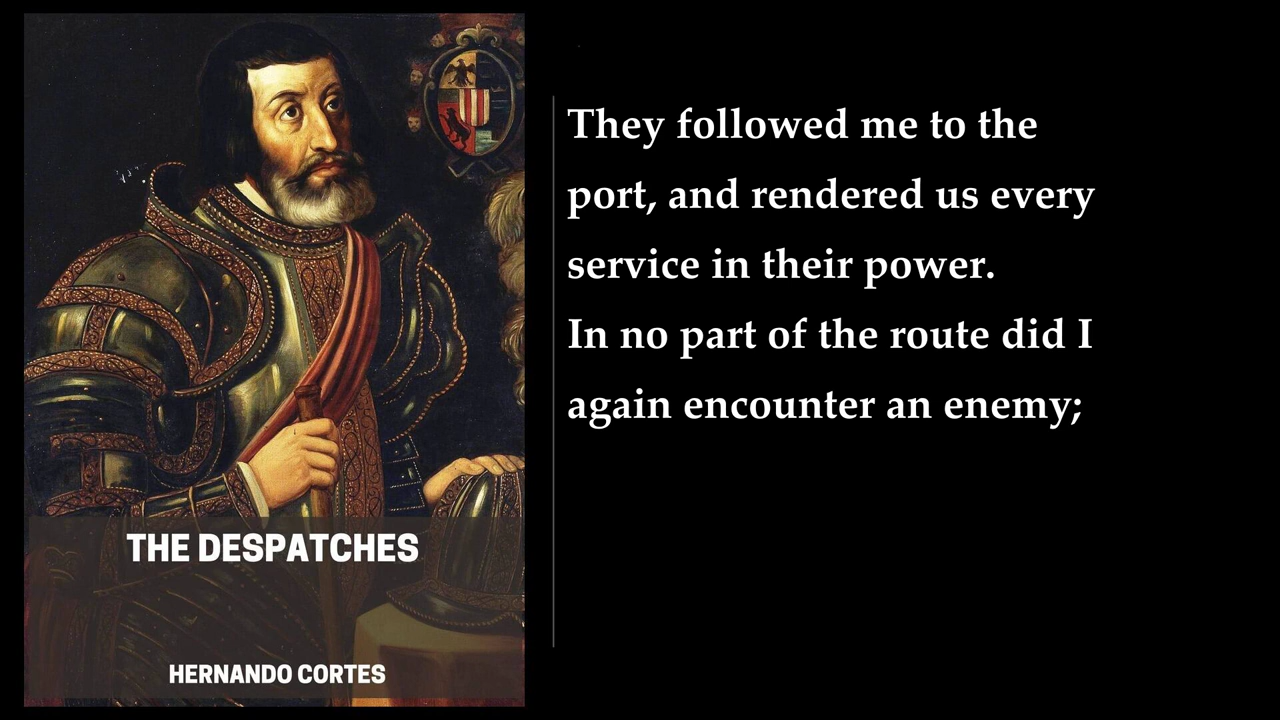 They followed me to the
port, and rendered us every
service in their power.
In no part of the route did I
again encounter an enemy;
THE DESPATCHES
HERNANDO CORTES